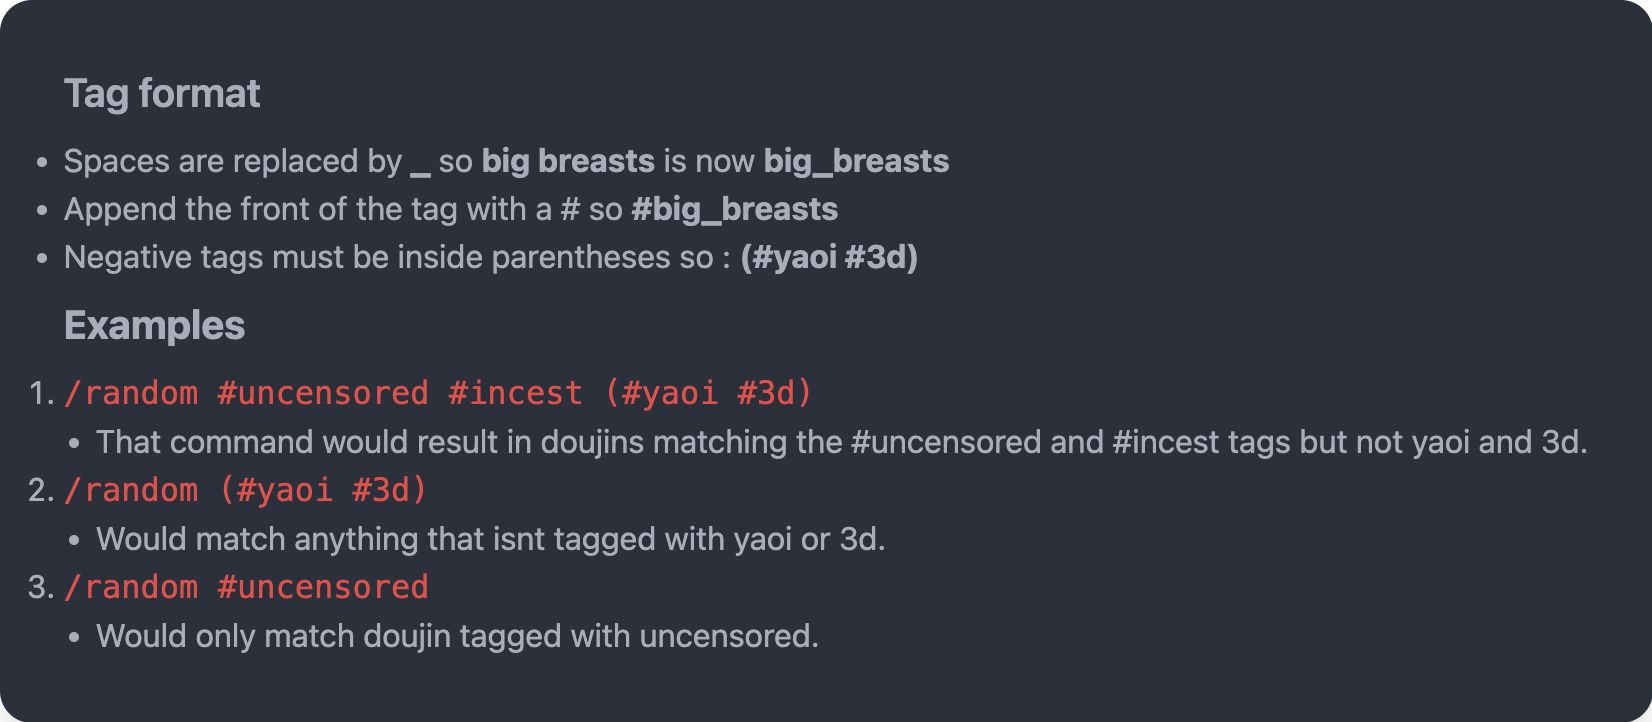 Tag format
• Spaces are replaced by _ so big breasts is now big_breasts
• Append the front of the tag with a # so #big_breasts
• Negative tags must be inside parentheses so : (#yaoi #3d)
Examples
1. /random #uncensored #incest (#yaoi #3d)
• That command would result in doujins matching the #uncensored and #incest tags but not yaoi and 3d.
2. /random (#yaoi #3d)
• Would match anything that isnt tagged with yaoi or 3d.
3. /random #uncensored
• Would only match doujin tagged with uncensored.